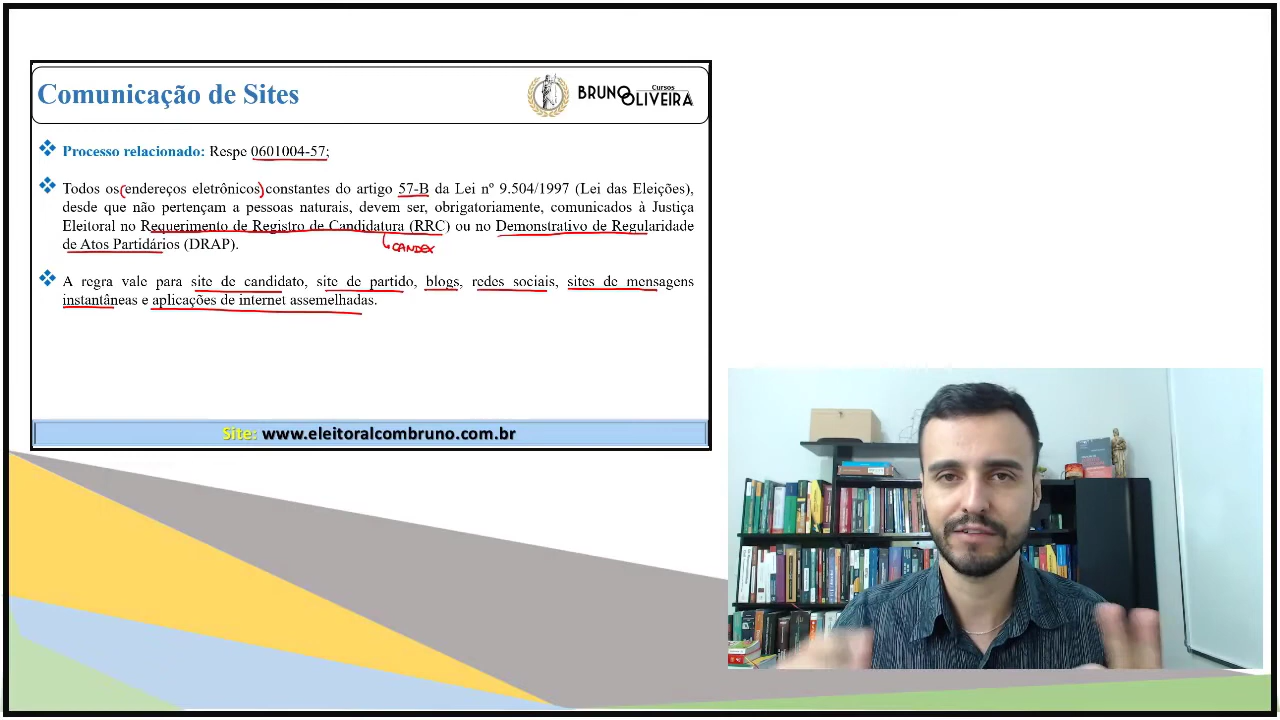 Comunicação de Sites
Cursos
BRUNO
OLIVEIRA
Processo relacionado: Respe 0601004-57;
Todos os endereços eletrônicos constantes do artigo 57-B da Lei nº 9.504/1997 (Lei das Eleições),
desde que não pertençam a pessoas naturais, devem ser, obrigatoriamente, comunicados à Justiça
Eleitoral no Requerimento de Registro de Candidatura (RRC) ou no Demonstrativo de Regularidade
de Atos Partidários (DRAP).
CANDEX
A regra vale para site de candidato, site de partido, blogs, redes sociais, sites de mensagens
instantâneas e aplicações de internet assemelhadas.
Site: www.eleitoralcombruno.com.br